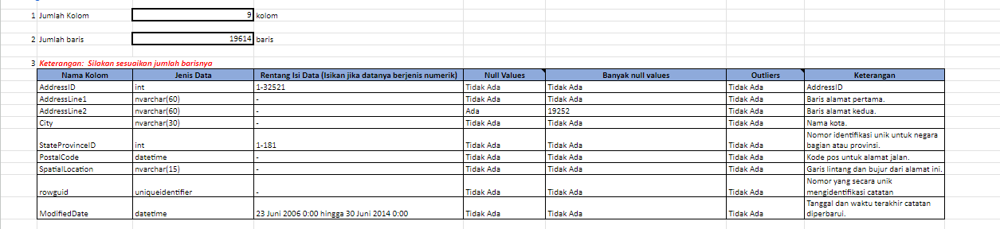 1 Jumlah Kolom 9 kolom
2 Jumlah baris 19614 baris
3 Keterangan: Silakan sesuaikan jumlah barisnya
Nama Kolom Jenis Data Rentang Isi Data (Isikan jika datanya berjenis numerik) Null Values Banyak null values Outliers Keterangan
AddressID int 1-32521 Tidak Ada Tidak Ada Tidak Ada AddressID
AddressLine1 nvarchar(60) - Tidak Ada Tidak Ada Tidak Ada Baris alamat pertama.
AddressLine2 nvarchar(60) - Ada 19252 Tidak Ada Baris alamat kedua.
City nvarchar(30) - Tidak Ada Tidak Ada Tidak Ada Nama kota.
Nomor identifikasi unik untuk negara
StateProvinceID int 1-181 Tidak Ada Tidak Ada Tidak Ada bagian atau provinsi.
PostalCode datetime - Tidak Ada Tidak Ada Tidak Ada Kode pos untuk alamat jalan.
SpatialLocation nvarchar(15) - Tidak Ada Tidak Ada Tidak Ada Garis lintang dan bujur dari alamat ini.
Nomor yang secara unik
rowguid uniqueidentifier - Tidak Ada Tidak Ada Tidak Ada mengidentifikasi catatan
Tanggal dan waktu terakhir catatan
ModifiedDate datetime 23 Juni 2006 0:00 hingga 30 Juni 2014 0:00 Tidak Ada Tidak Ada Tidak Ada diperbarui.